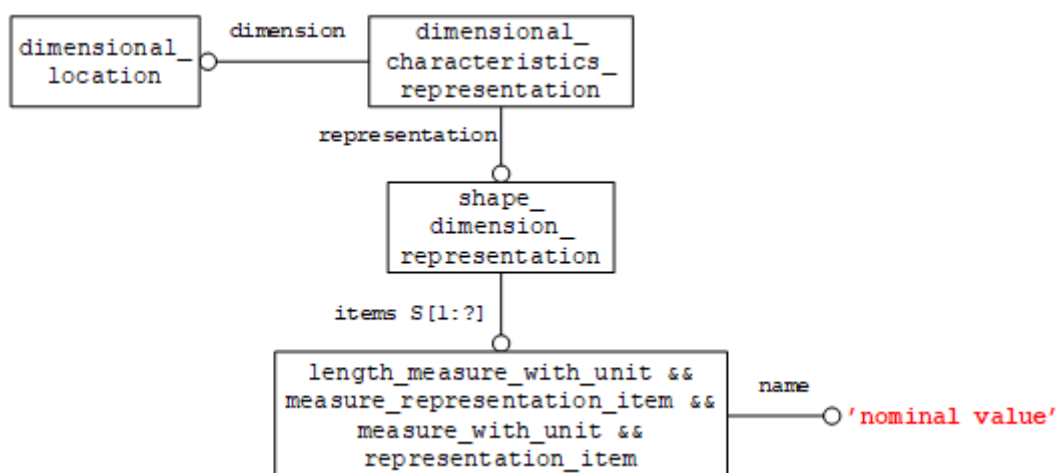 dimensional_
location
dimension
dimensional_
characteristics_
representation
representation
shape_
dimension_
representation
items S[1:?]
length_measure_with_unit &&
measure_representation_item &&
measure_with_unit &&
representation_item
name
'nominal value'